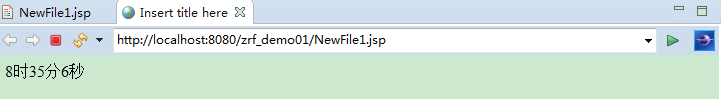 NewFile1.jsp
Insert title here
http://localhost:8080/zrf_demo01/NewFile1.jsp
8时35分6秒